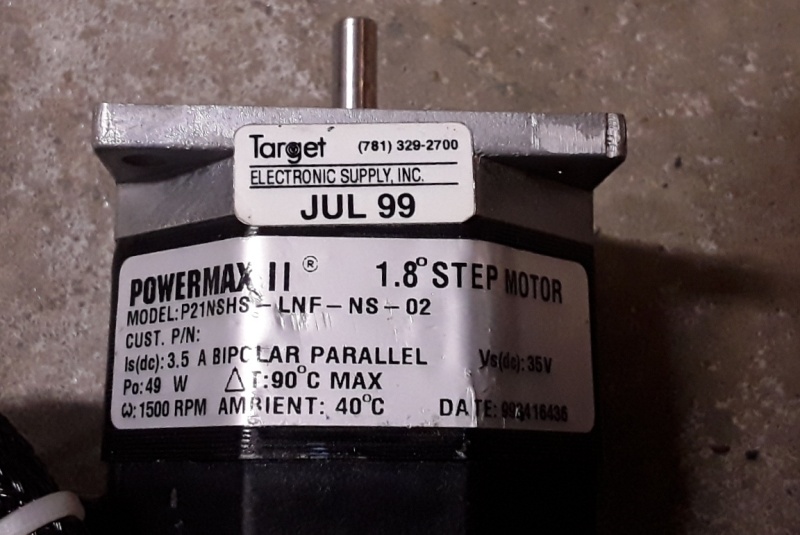 Target (781) 329-2700
ELECTRONIC SUPPLY, INC.
JUL 99
POWERMAX II ® 1.8° STEP MOTOR
MODEL:P21NSHS-LNF-NS-02
CUST. P/N:
Is(dc): 3.5 A BIPOLAR PARALLEL Vs(dc): 35V
Po: 49 W ΔT:90°C MAX
ω: 1500 RPM AMBIENT: 40°C DATE: 993416436